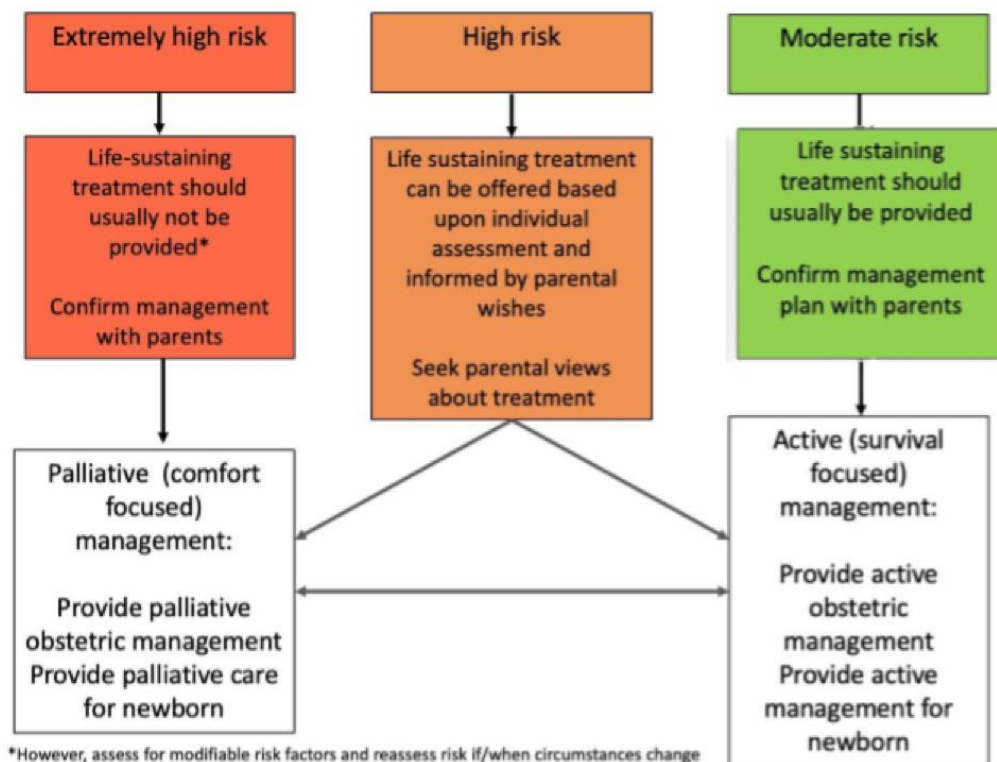 Extremely high risk
High risk
Moderate risk
Life-sustaining
treatment should
usually not be
provided*
Confirm management
with parents
Life sustaining treatment
can be offered based
upon individual
assessment and
informed by parental
wishes
Seek parental views
about treatment
Life sustaining
treatment should
usually be provided
Confirm management
plan with parents
Palliative (comfort
focused)
management:
Provide palliative
obstetric management
Provide palliative care
for newborn
Active (survival
focused)
management:
Provide active
obstetric
management
Provide active
management for
newborn
*However, assess for modifiable risk factors and reassess risk if/when circumstances change